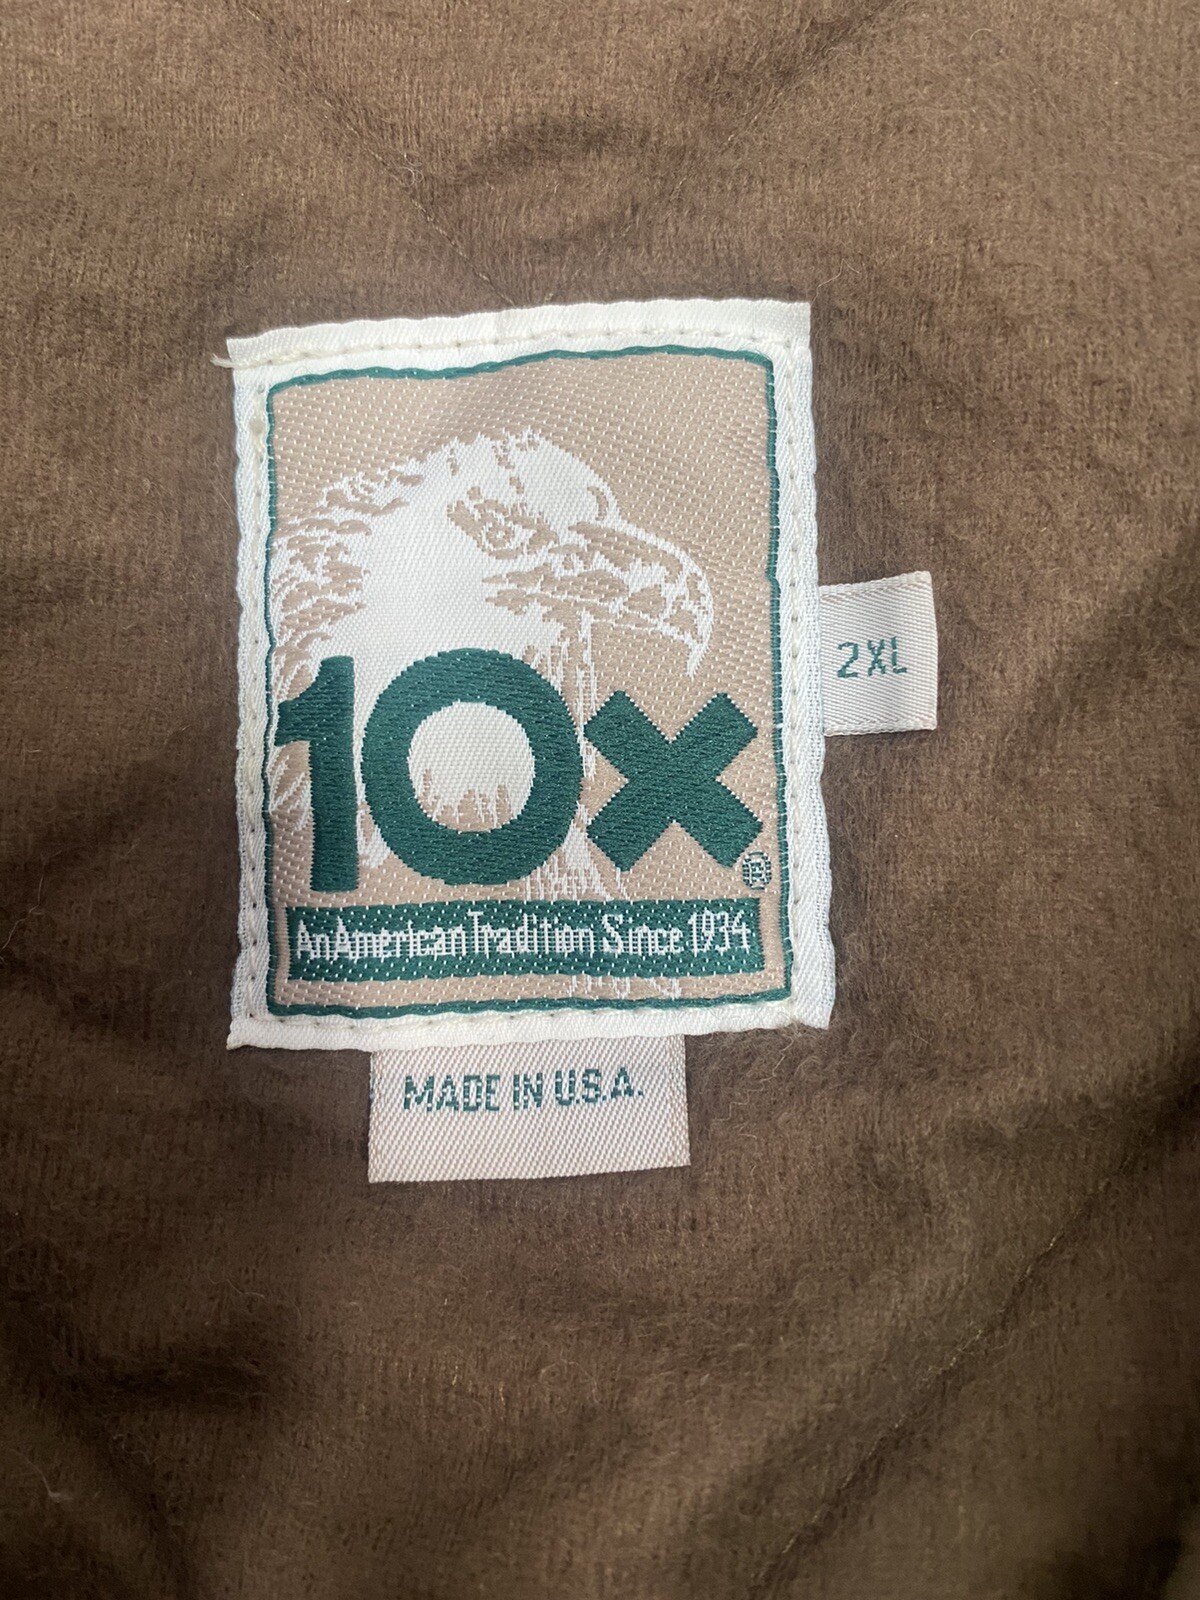 10x®
2XL
An American Tradition Since 1934
MADE IN U.S.A.